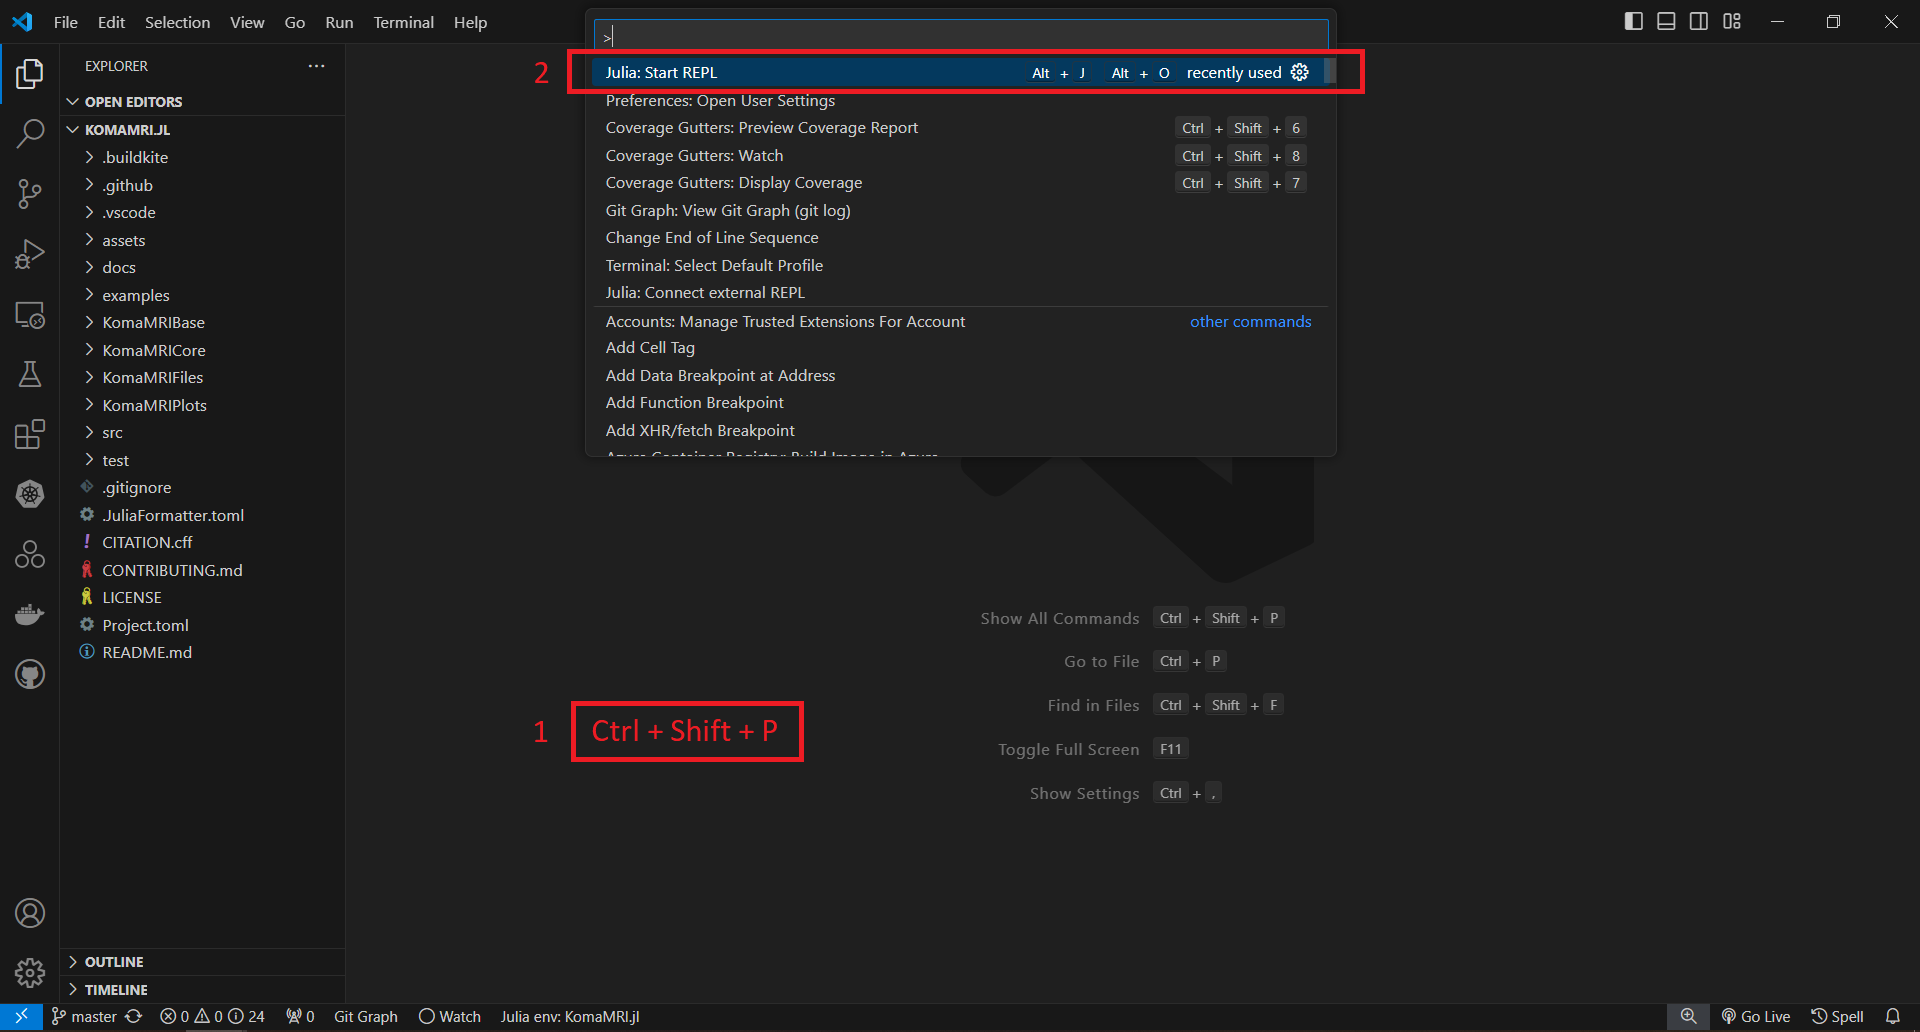 File Edit Selection View Go Run Terminal Help
>
EXPLORER
OPEN EDITORS
KOMAMRI.JL
.buildkite
.github
.vscode
assets
docs
examples
KomaMRIBase
KomaMRICore
KomaMRIFiles
KomaMRIPlots
src
test
.gitignore
.JuliaFormatter.toml
CITATION.cff
CONTRIBUTING.md
LICENSE
Project.toml
README.md
OUTLINE
TIMELINE
2
Julia: Start REPL Alt + J Alt + O recently used
Preferences: Open User Settings
Coverage Gutters: Preview Coverage Report Ctrl + Shift + 6
Coverage Gutters: Watch Ctrl + Shift + 8
Coverage Gutters: Display Coverage Ctrl + Shift + 7
Git Graph: View Git Graph (git log)
Change End of Line Sequence
Terminal: Select Default Profile
Julia: Connect external REPL
Accounts: Manage Trusted Extensions For Account other commands
Add Cell Tag
Add Data Breakpoint at Address
Add Function Breakpoint
Add XHR/fetch Breakpoint
Azure Container Registry: Build Image in Azure
Show All Commands Ctrl + Shift + P
Go to File Ctrl + P
Find in Files Ctrl + Shift + F
Toggle Full Screen F11
Show Settings Ctrl + ,
1 Ctrl + Shift + P
master 0 0 24 0 Git Graph Watch Julia env: KomaMRI.jl Go Live Spell